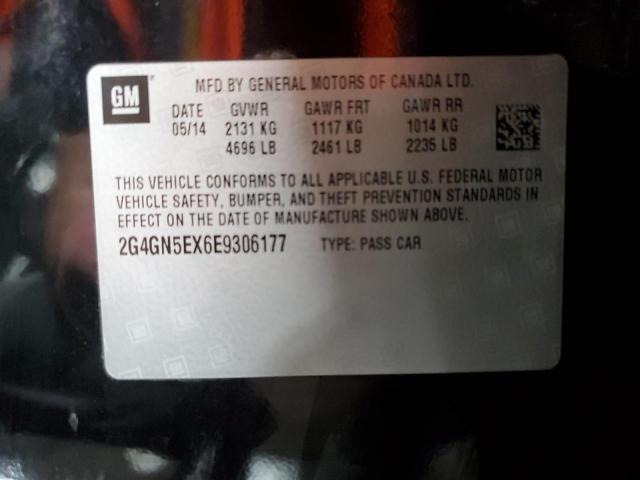 GM
MFD BY GENERAL MOTORS OF CANADA LTD.
DATE GVWR GAWR FRT GAWR RR
05/14 2131 KG 1117 KG 1014 KG
4696 LB 2461 LB 2235 LB
THIS VEHICLE CONFORMS TO ALL APPLICABLE U.S. FEDERAL MOTOR
VEHICLE SAFETY, BUMPER, AND THEFT PREVENTION STANDARDS IN
EFFECT ON THE DATE OF MANUFACTURE SHOWN ABOVE.
2G4GN5EX6E9306177 TYPE: PASS CAR